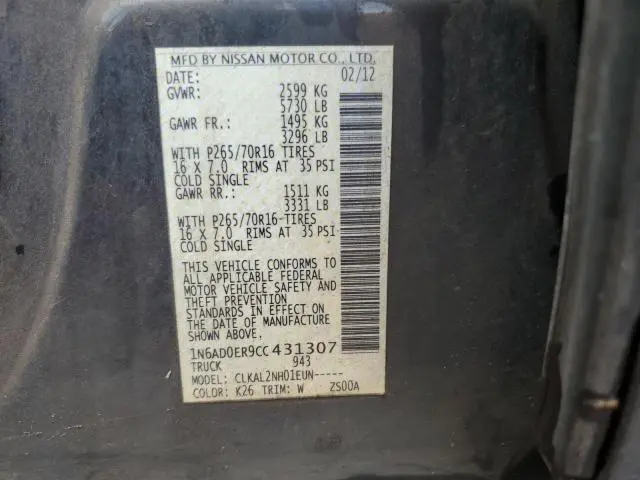 MFD BY NISSAN MOTOR CO., LTD.
DATE: 02/12
GVWR: 2599 KG
5730 LB
GAWR FR.: 1495 KG
3296 LB
WITH P265/70R16 TIRES
16 X 7.0 RIMS AT 35 PSI
COLD SINGLE
GAWR RR.: 1511 KG
3331 LB
WITH P265/70R16 TIRES
16 X 7.0 RIMS AT 35 PSI
COLD SINGLE
THIS VEHICLE CONFORMS TO
ALL APPLICABLE FEDERAL
MOTOR VEHICLE SAFETY AND
THEFT PREVENTION
STANDARDS IN EFFECT ON
THE DATE OF MANUFACTURE
SHOWN ABOVE.
1N6AD0ER9CC431307
TRUCK 943
MODEL: CLKAL2NH01EUN-----
COLOR: K26 TRIM: W ZS00A